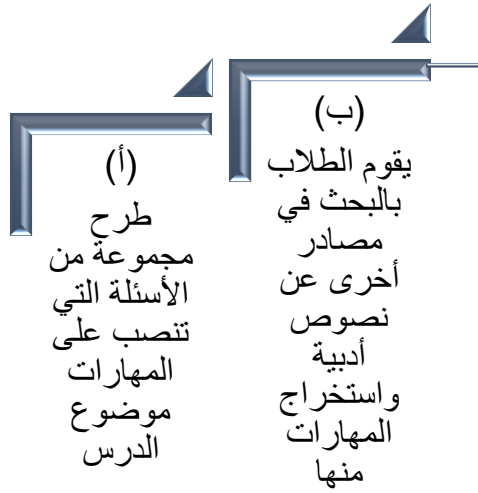 (أ)
طرح
مجموعة من
الأسئلة التي
تنصب على
المهارات
موضوع
الدرس
(ب)
يقوم الطلاب
بالبحث في
مصادر
أخرى عن
نصوص
أدبية
واستخراج
المهارات
منها